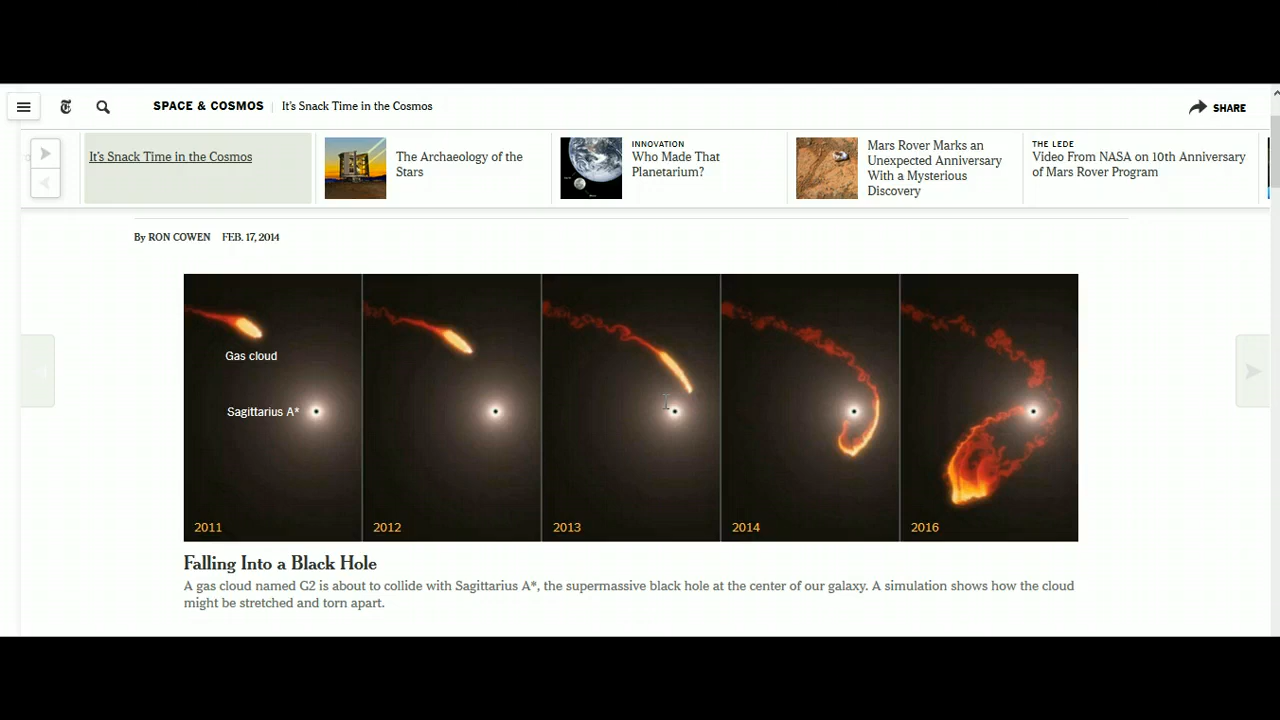 SPACE & COSMOS | It's Snack Time in the Cosmos
SHARE
It's Snack Time in the Cosmos
The Archaeology of the
Stars
INNOVATION
Who Made That
Planetarium?
Mars Rover Marks an
Unexpected Anniversary
With a Mysterious
Discovery
THE LEDE
Video From NASA on 10th Anniversary
of Mars Rover Program
By RON COWEN FEB. 17, 2014
Gas cloud
Sagittarius A*
2011
2012
2013
2014
2016
Falling Into a Black Hole
A gas cloud named G2 is about to collide with Sagittarius A*, the supermassive black hole at the center of our galaxy. A simulation shows how the cloud
might be stretched and torn apart.